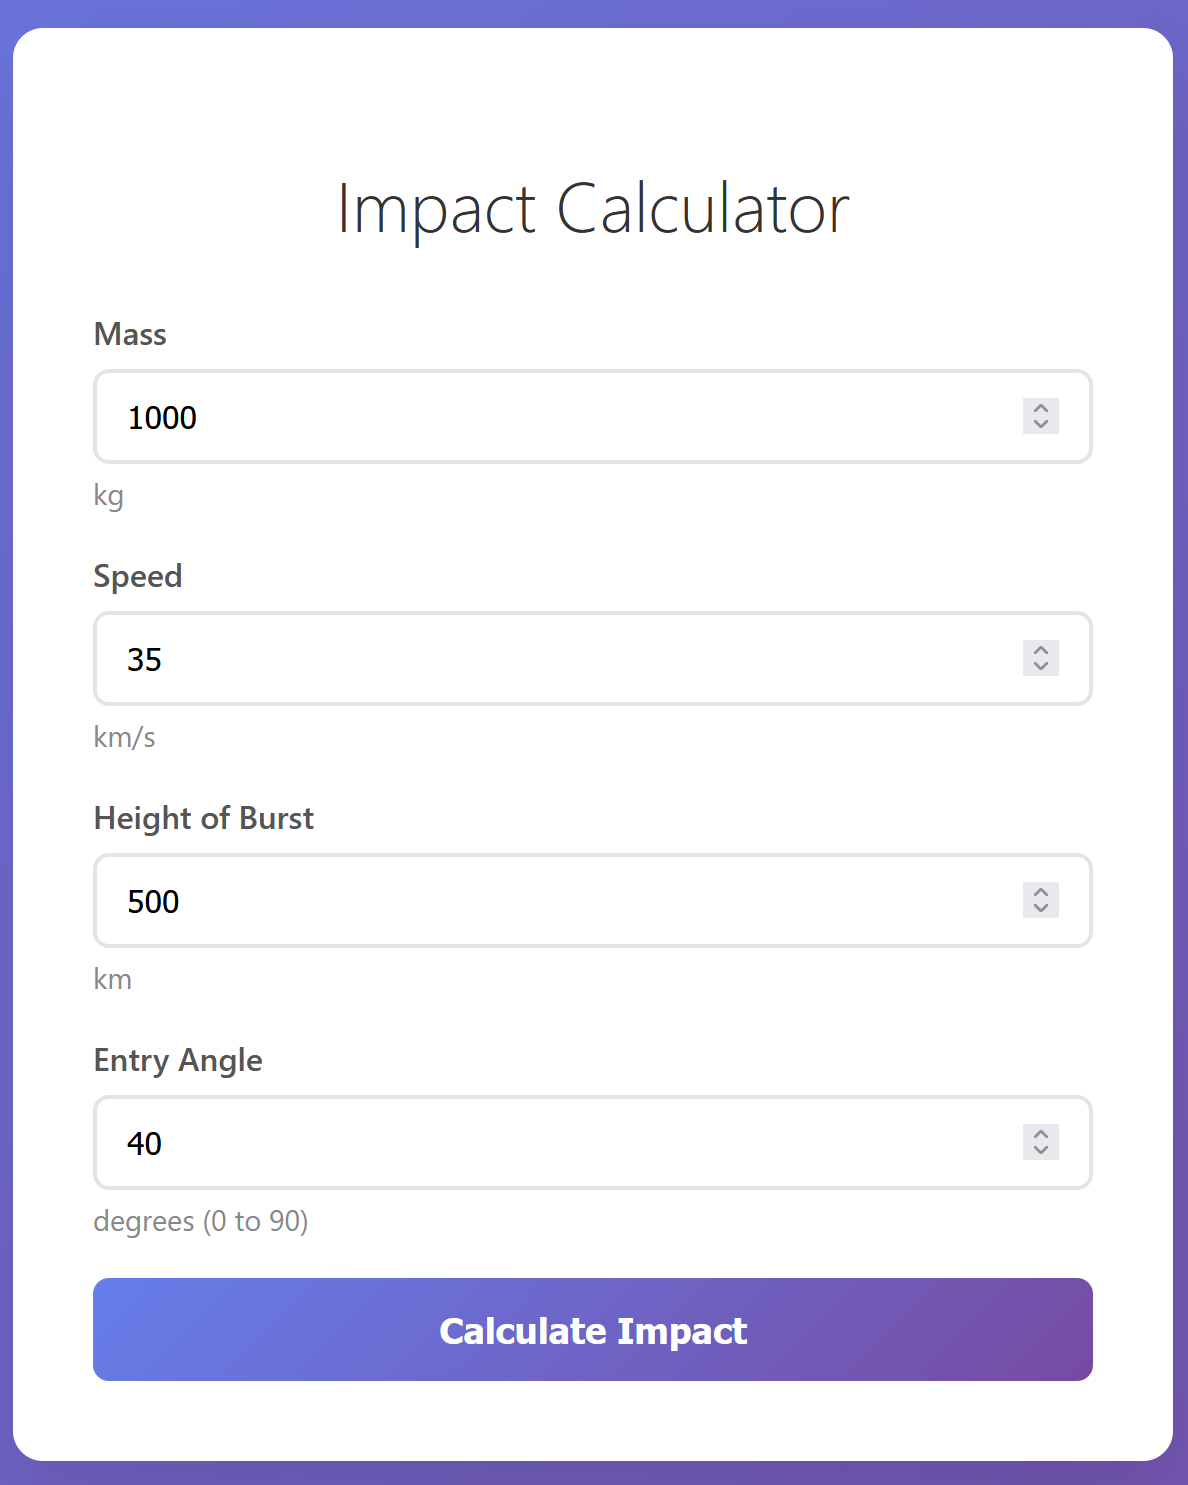 Impact Calculator
Mass
1000
kg
Speed
35
km/s
Height of Burst
500
km
Entry Angle
40
degrees (0 to 90)
Calculate Impact